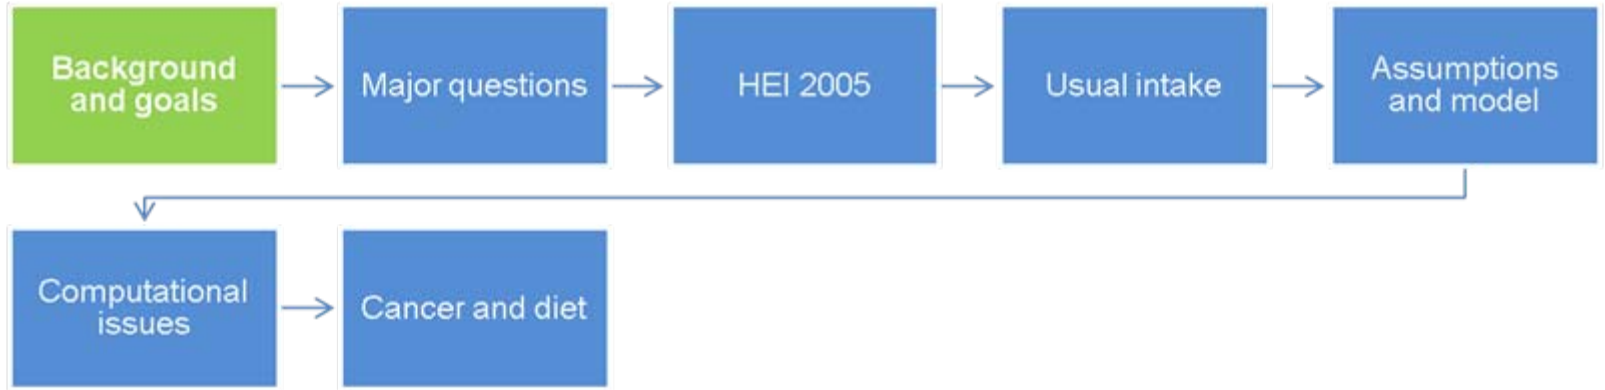 Background
and goals
Major questions
HEI 2005
Usual intake
Assumptions
and model
Computational
issues
Cancer and diet